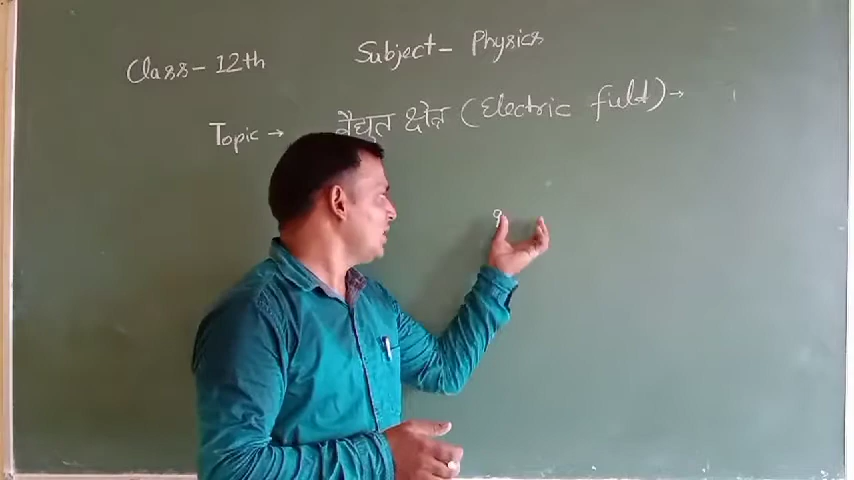 Class - 12th
Subject - Physics
Topic → वैद्युत क्षेत्र (Electric field) →
q